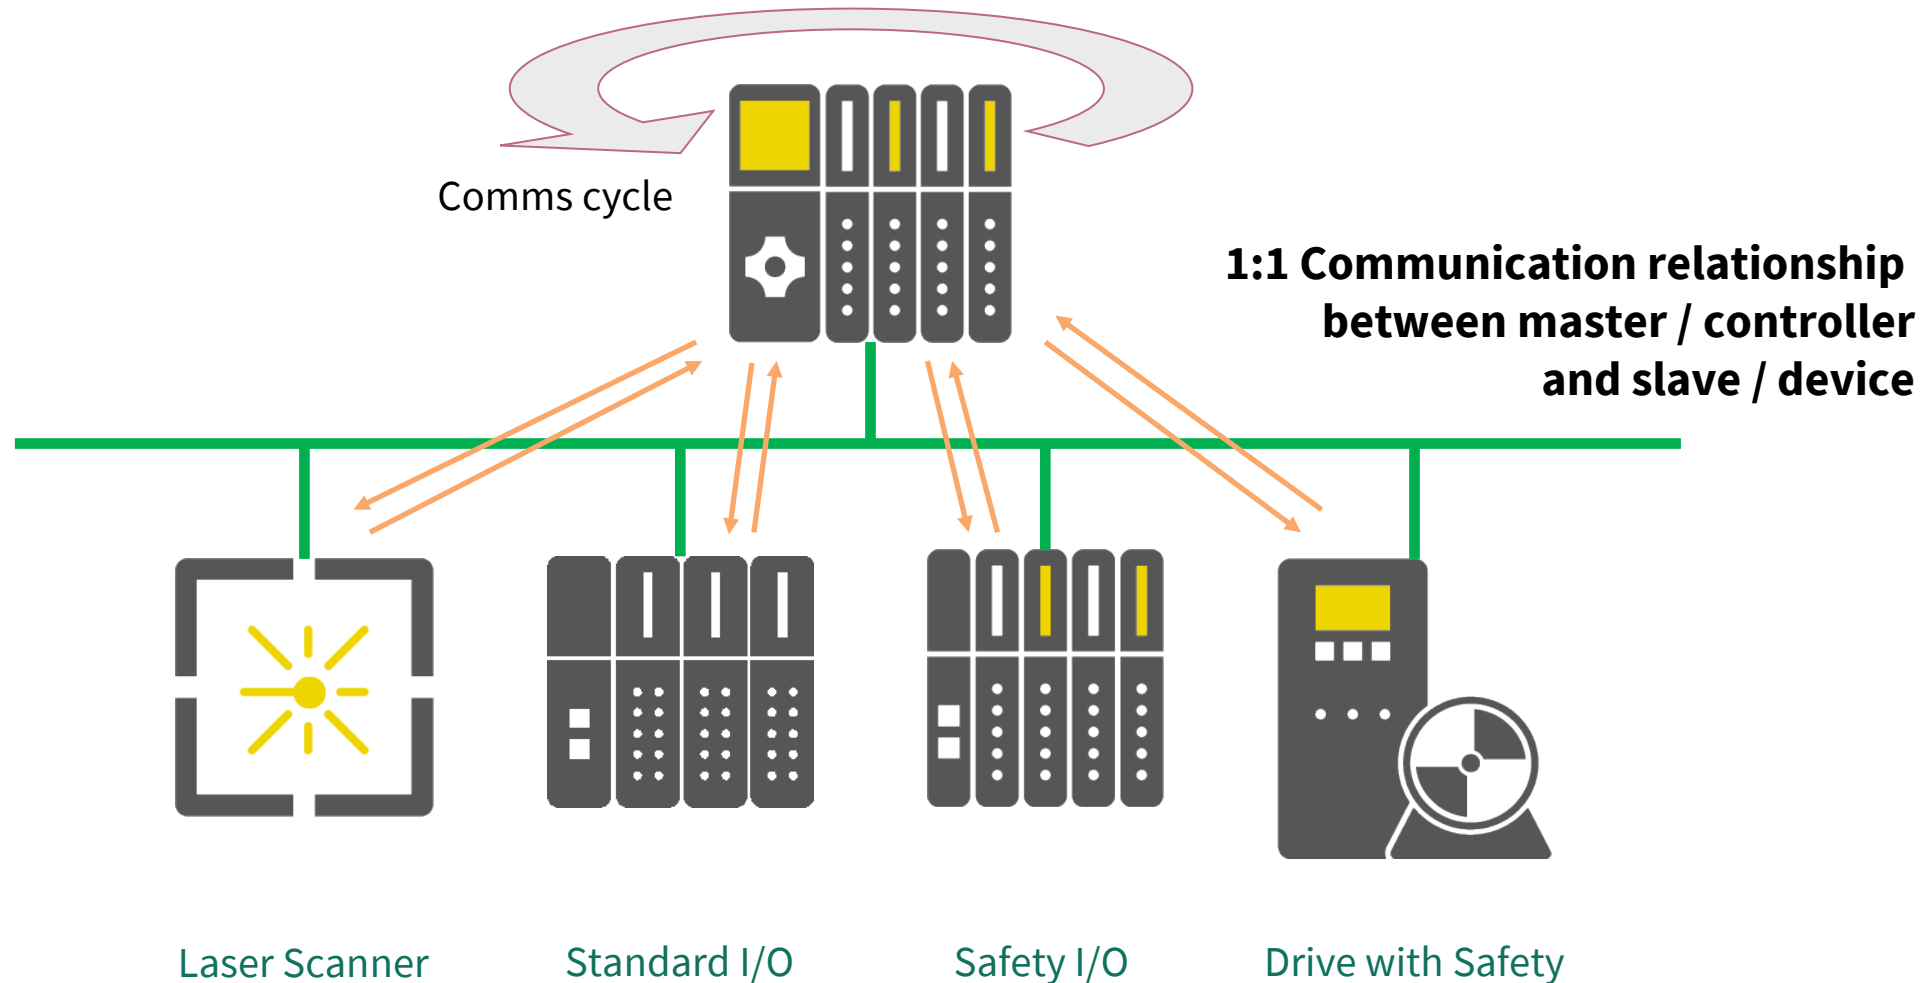 Comms cycle
1:1 Communication relationship
between master / controller
and slave / device
Laser Scanner
Standard I/O
Safety I/O
Drive with Safety